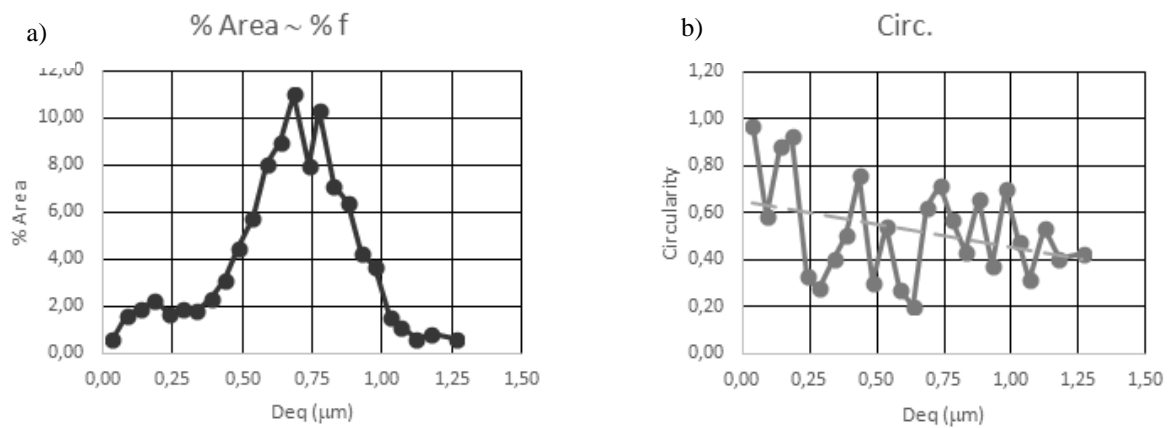 a)
% Area ~ % f
12,00
10,00
8,00
6,00
4,00
2,00
0,00
% Area
0,00 0,25 0,50 0,75 1,00 1,25 1,50
Deq (μm)
b)
Circ.
1,20
1,00
0,80
0,60
0,40
0,20
0,00
Circularity
0,00 0,25 0,50 0,75 1,00 1,25 1,50
Deq (μm)